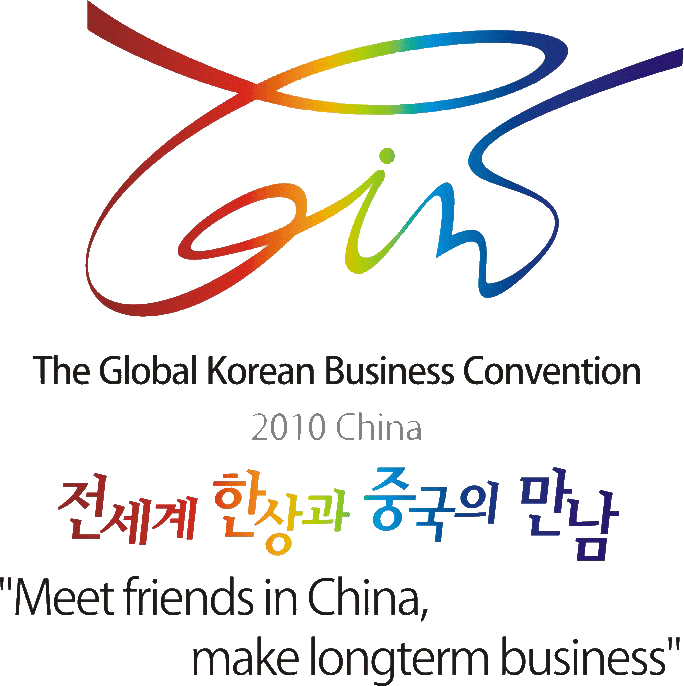 Coins
The Global Korean Business Convention
2010 China
전세계 한상과 중국의 만남
"Meet friends in China,
make longterm business"